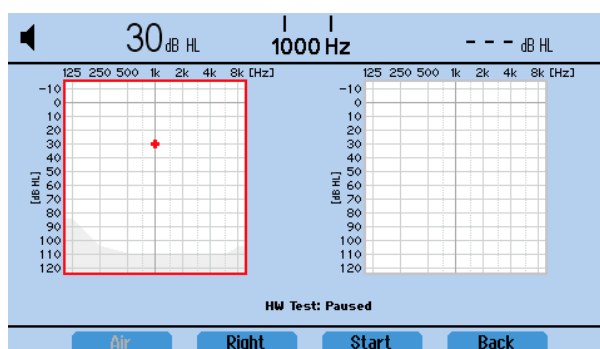 30 dB HL
1000 Hz
- - - dB HL
125 250 500 1k 2k 4k 8k [Hz]
-10
0
10
20
30
40
50
60
70
80
90
100
110
120
[dB HL]
125 250 500 1k 2k 4k 8k [Hz]
-10
0
10
20
30
40
50
60
70
80
90
100
110
120
[dB HL]
HW Test: Paused
Air
Right
Start
Back